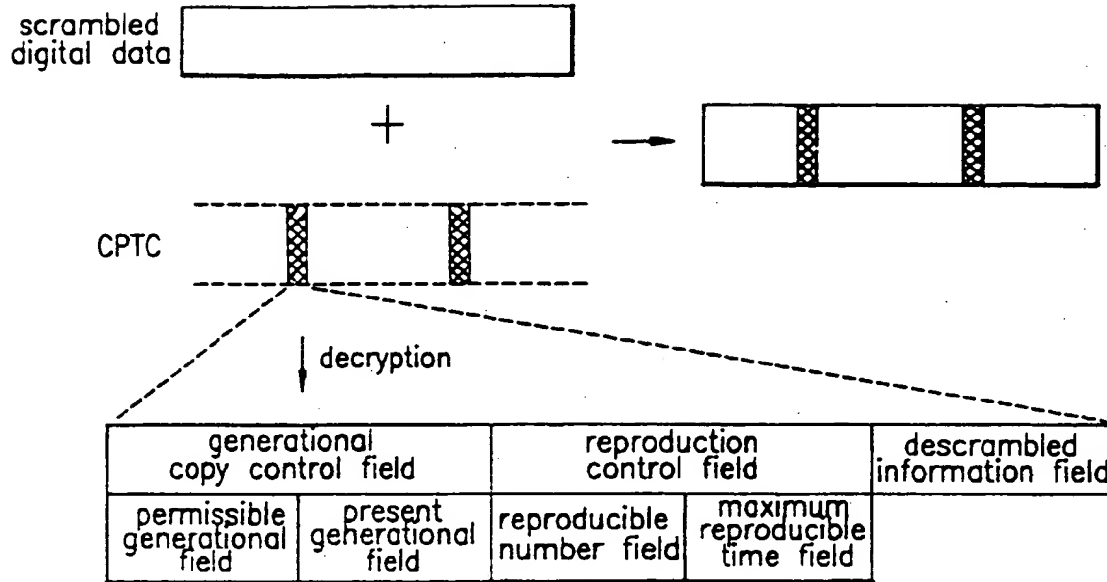 scrambled
digital data
+
CPTC
decryption
generational
copy control field
reproduction
control field
descrambled
information field
permissible
generational
field
present
generational
field
reproducible
number field
maximum
reproducible
time field